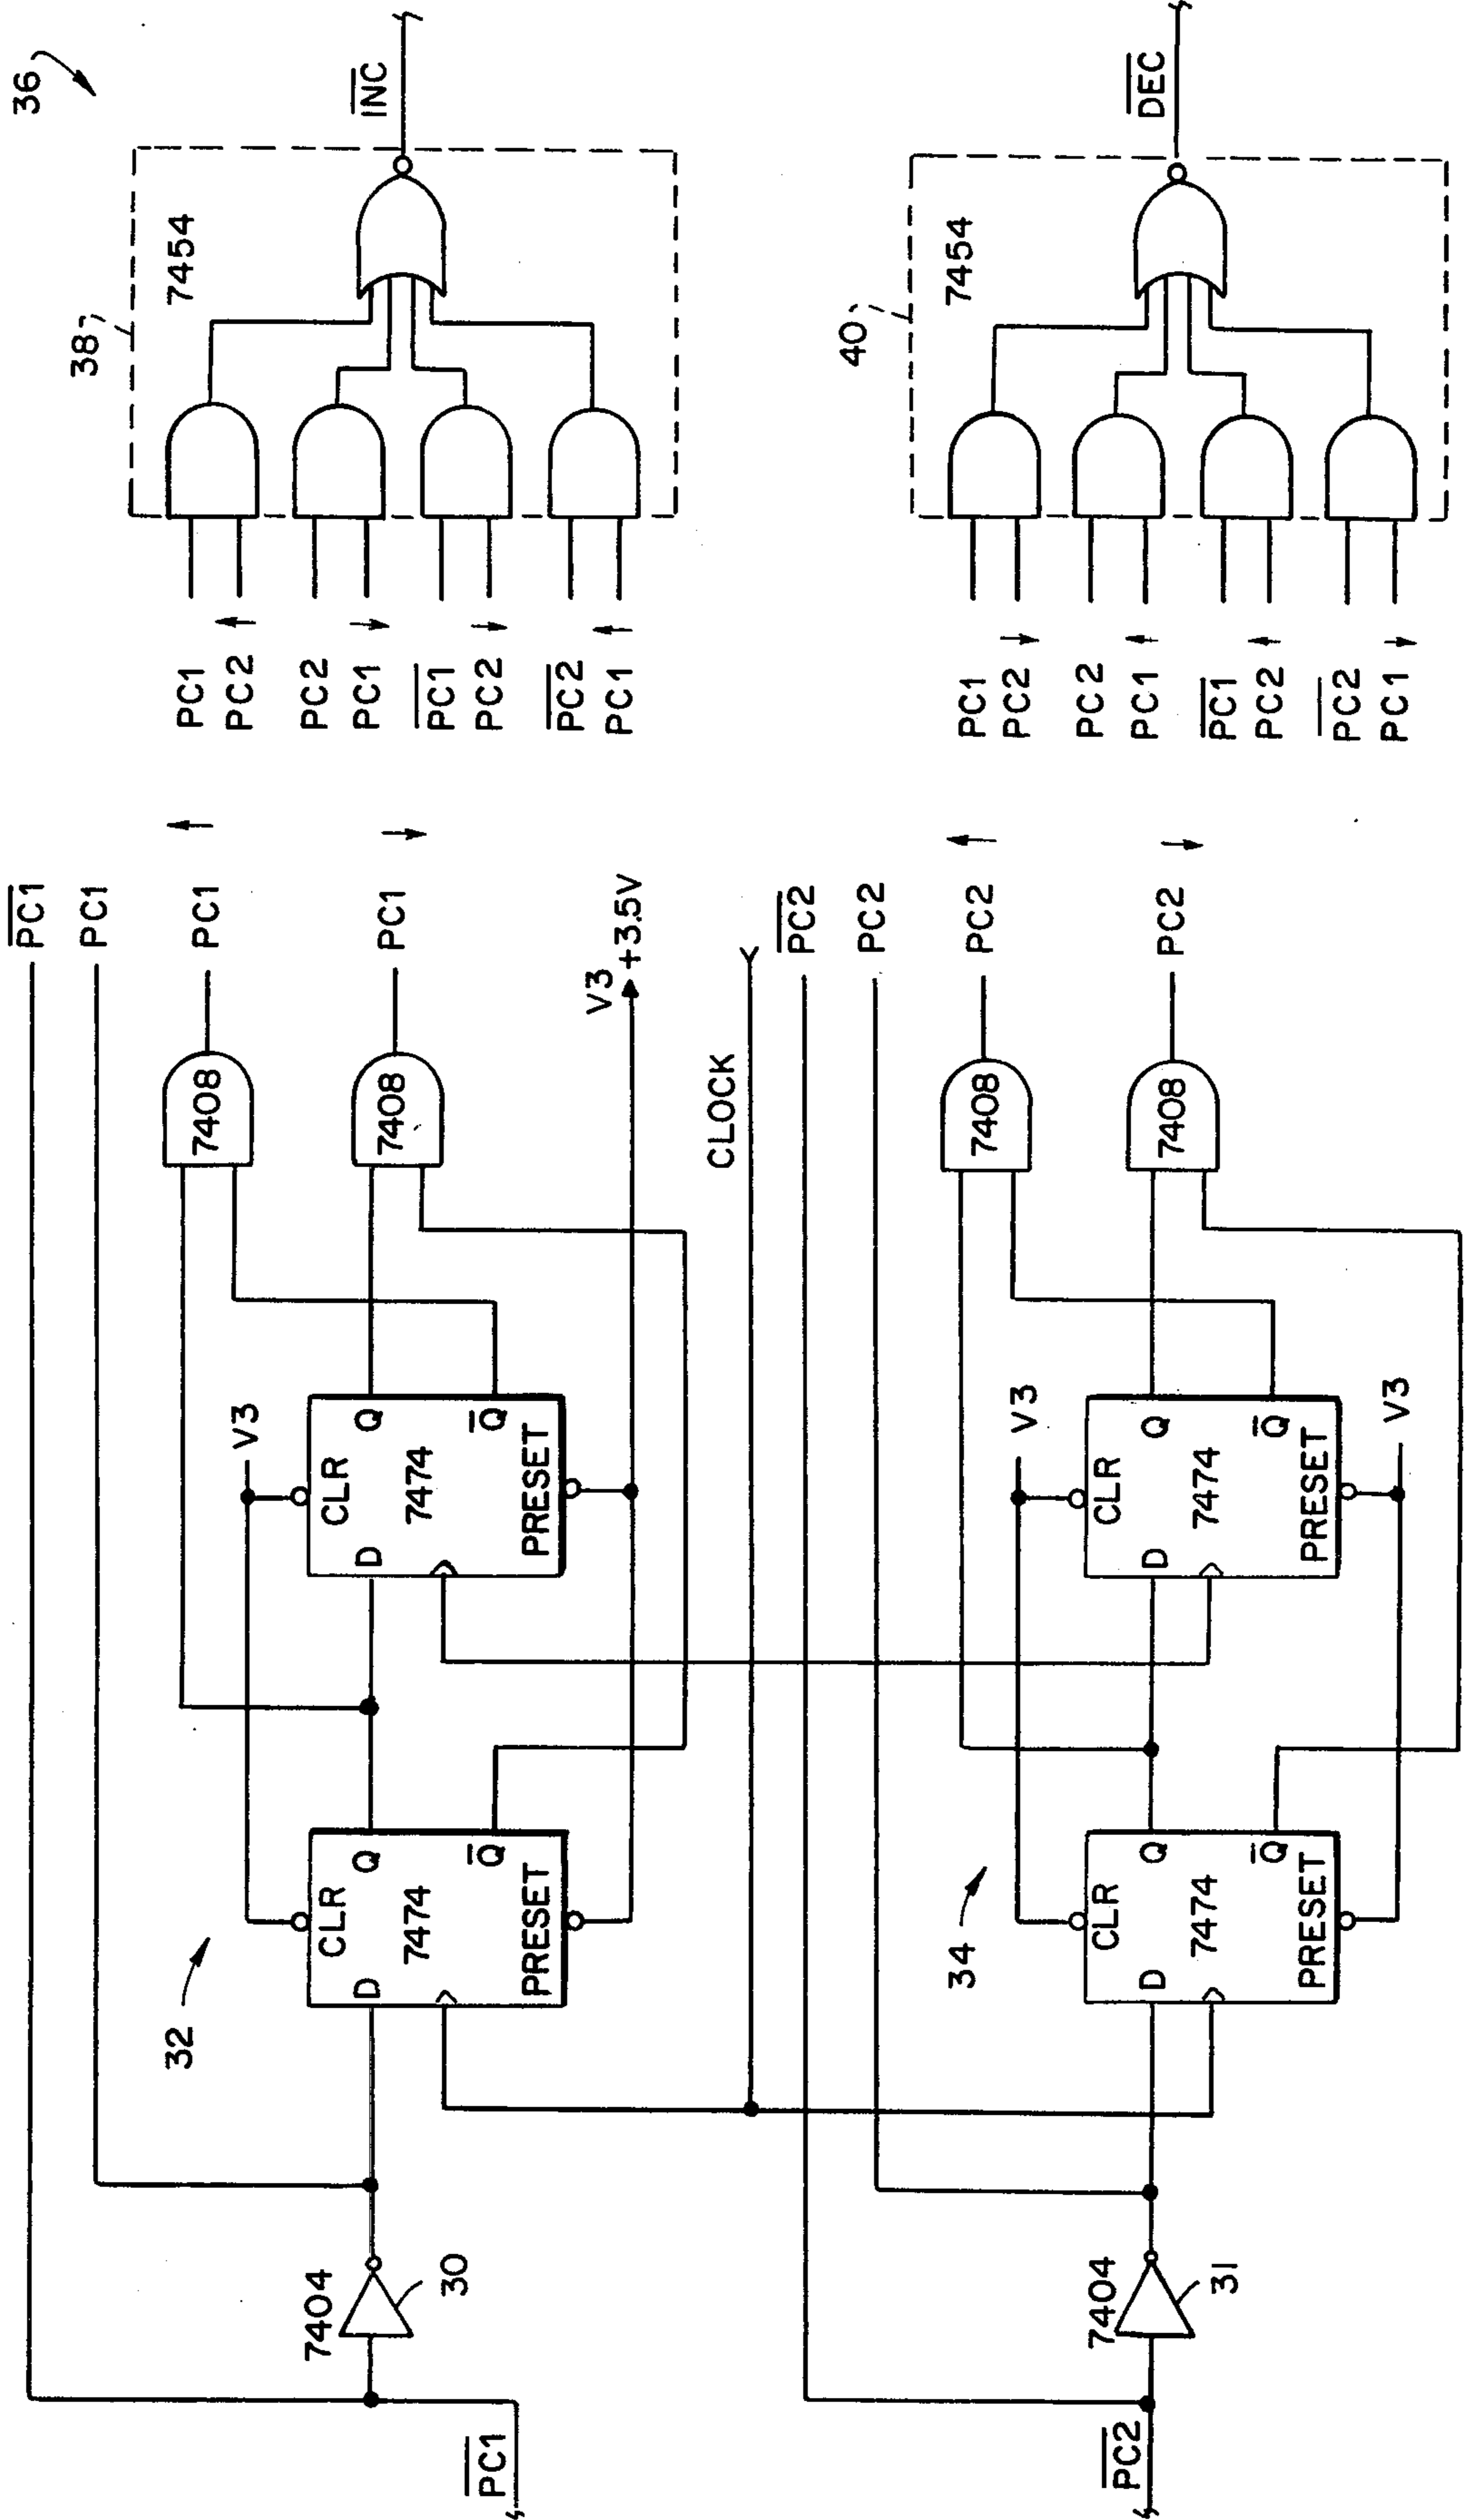 36
38
7454
INC
PC1
PC2 ↑
PC2
PC1 ↓
PC1
PC2 ↓
PC2
PC1 ↑
40
7454
DEC
PC1
PC2 ↓
PC2
PC1 ↑
PC1
PC2 ↑
PC2
PC1 ↓
PC1
PC1
PC1 ↑
PC1 ↓
V3 +3.5V
CLOCK
PC2
PC2
PC2 ↑
PC2 ↓
7408
7408
7408
7408
V3
CLR
D
Q
7474
Q
PRESET
V3
CLR
D
Q
7474
Q
PRESET
V3
32
CLR
D
Q
7474
Q
PRESET
34
CLR
D
Q
7474
Q
PRESET
7404
30
PC1
7404
31
PC2